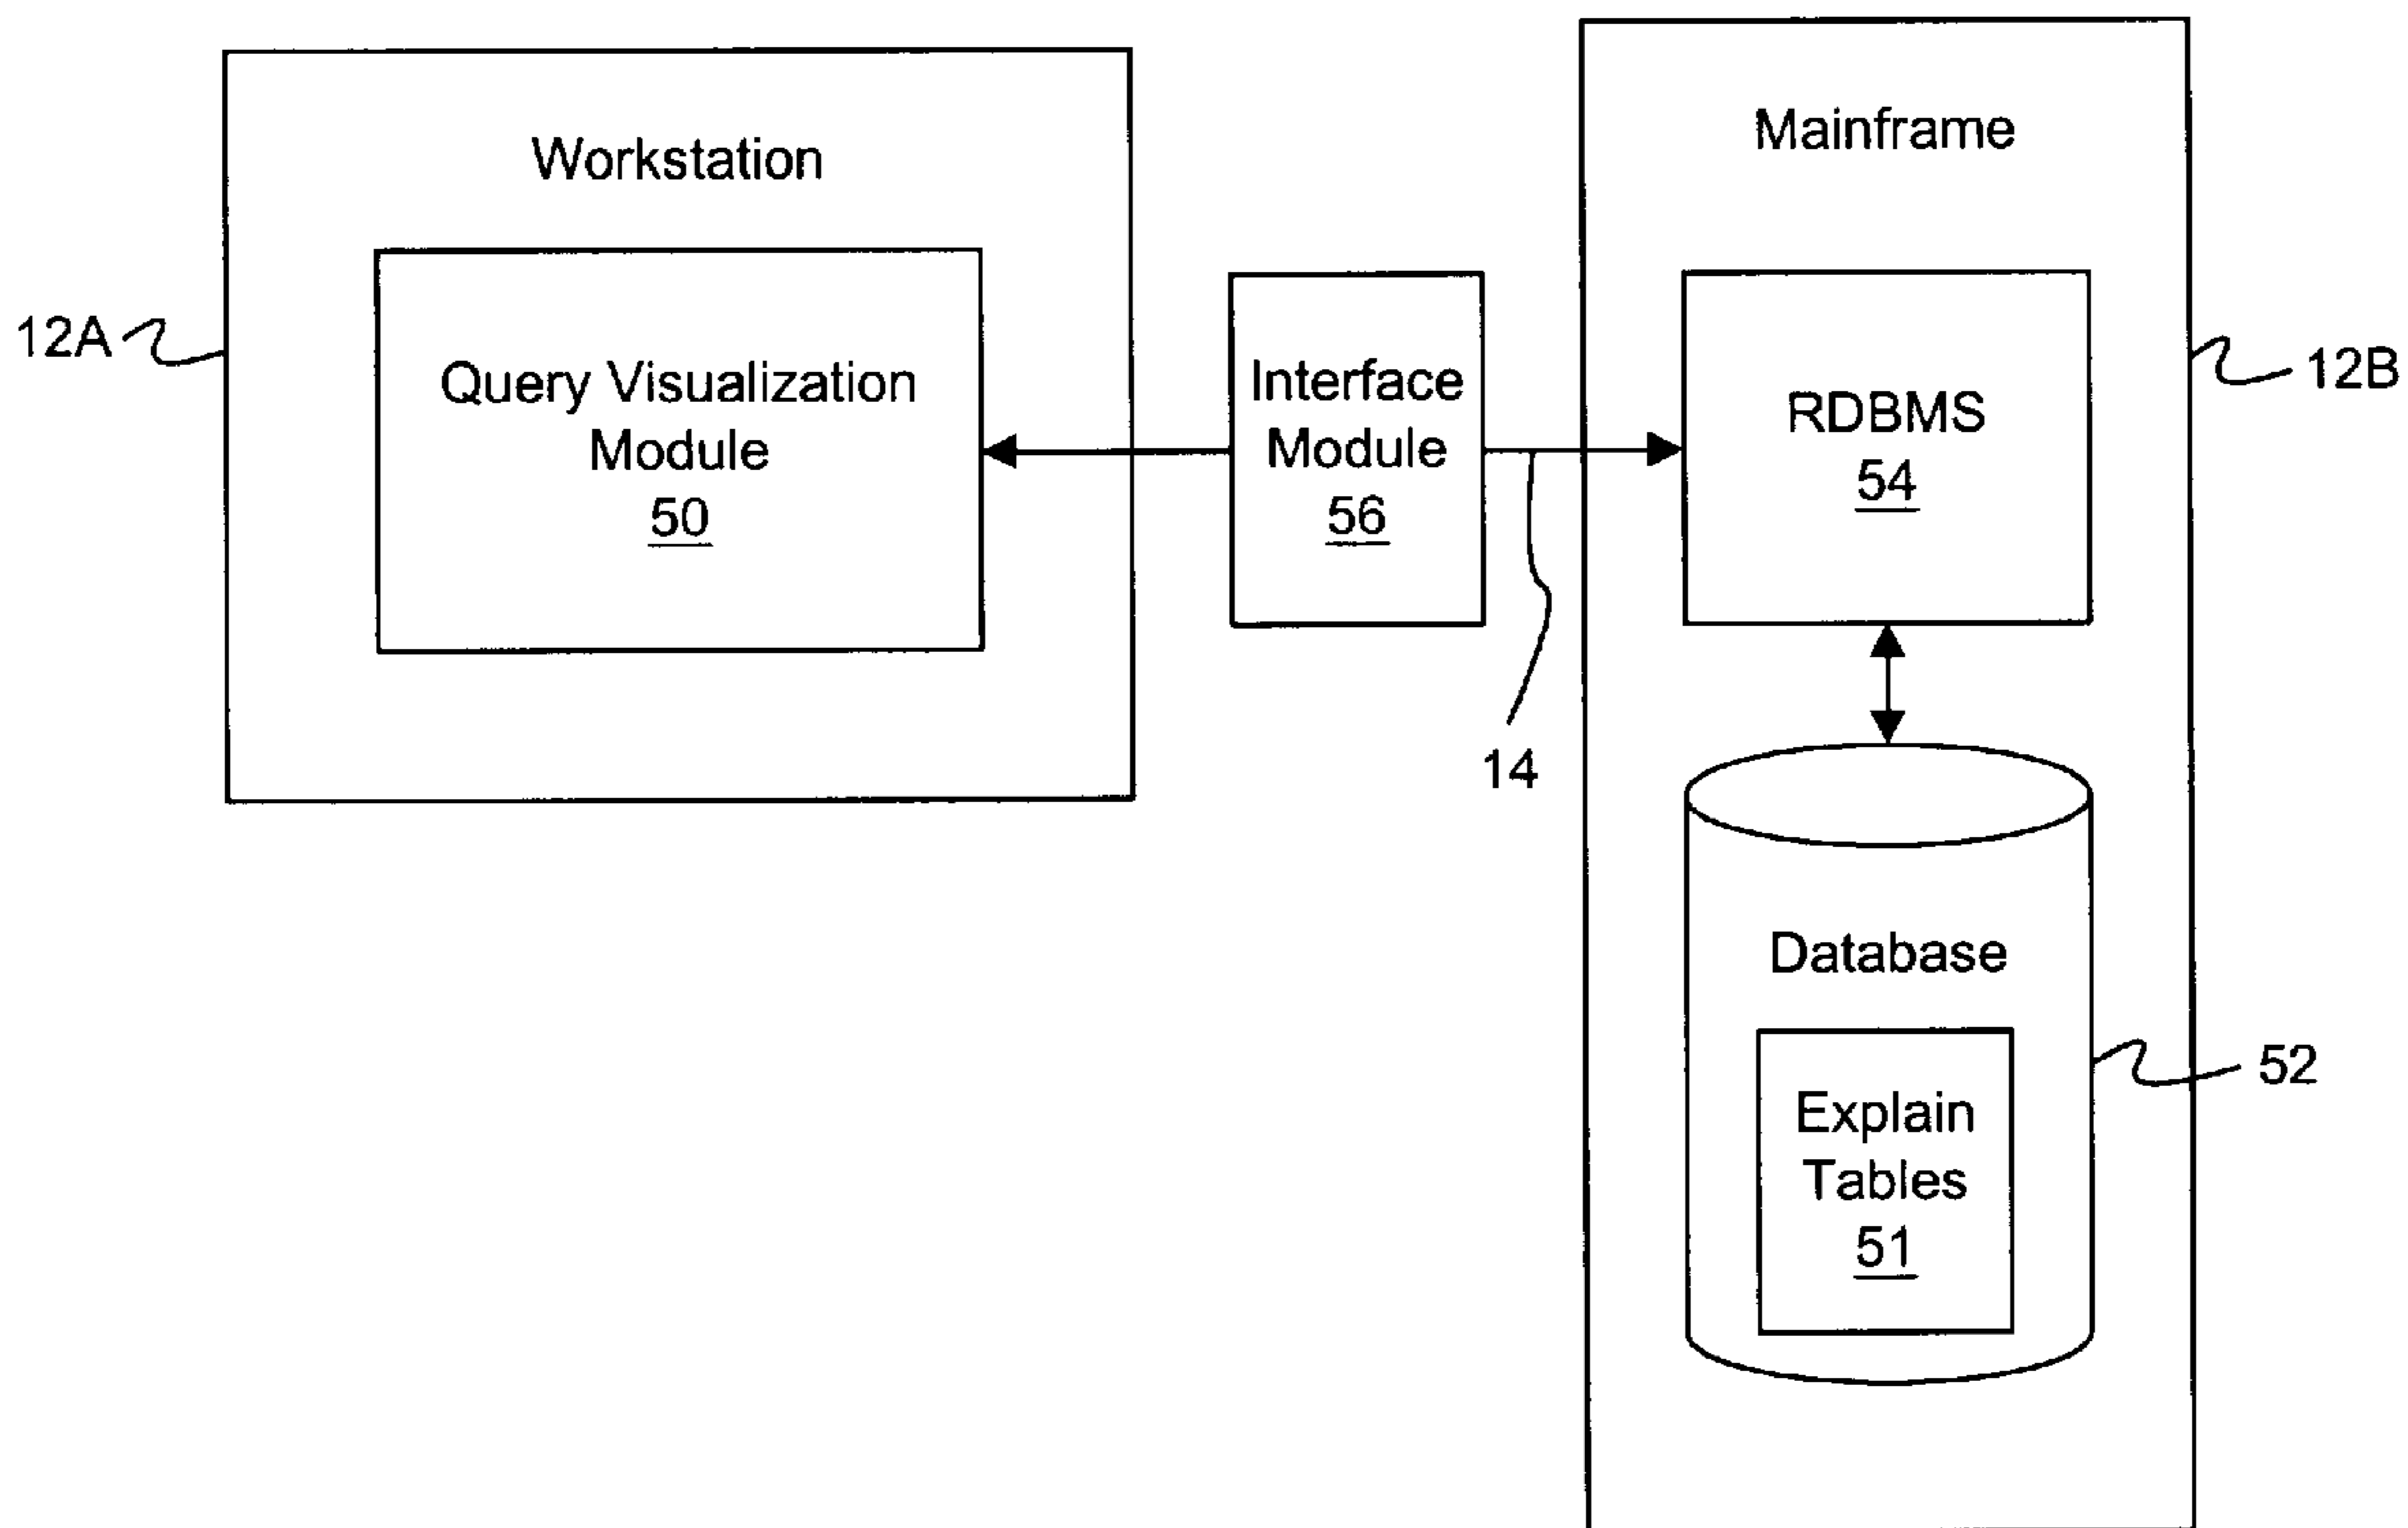 Workstation
Query Visualization
Module
50
12A
Interface
Module
56
14
Mainframe
RDBMS
54
12B
Database
Explain
Tables
51
52